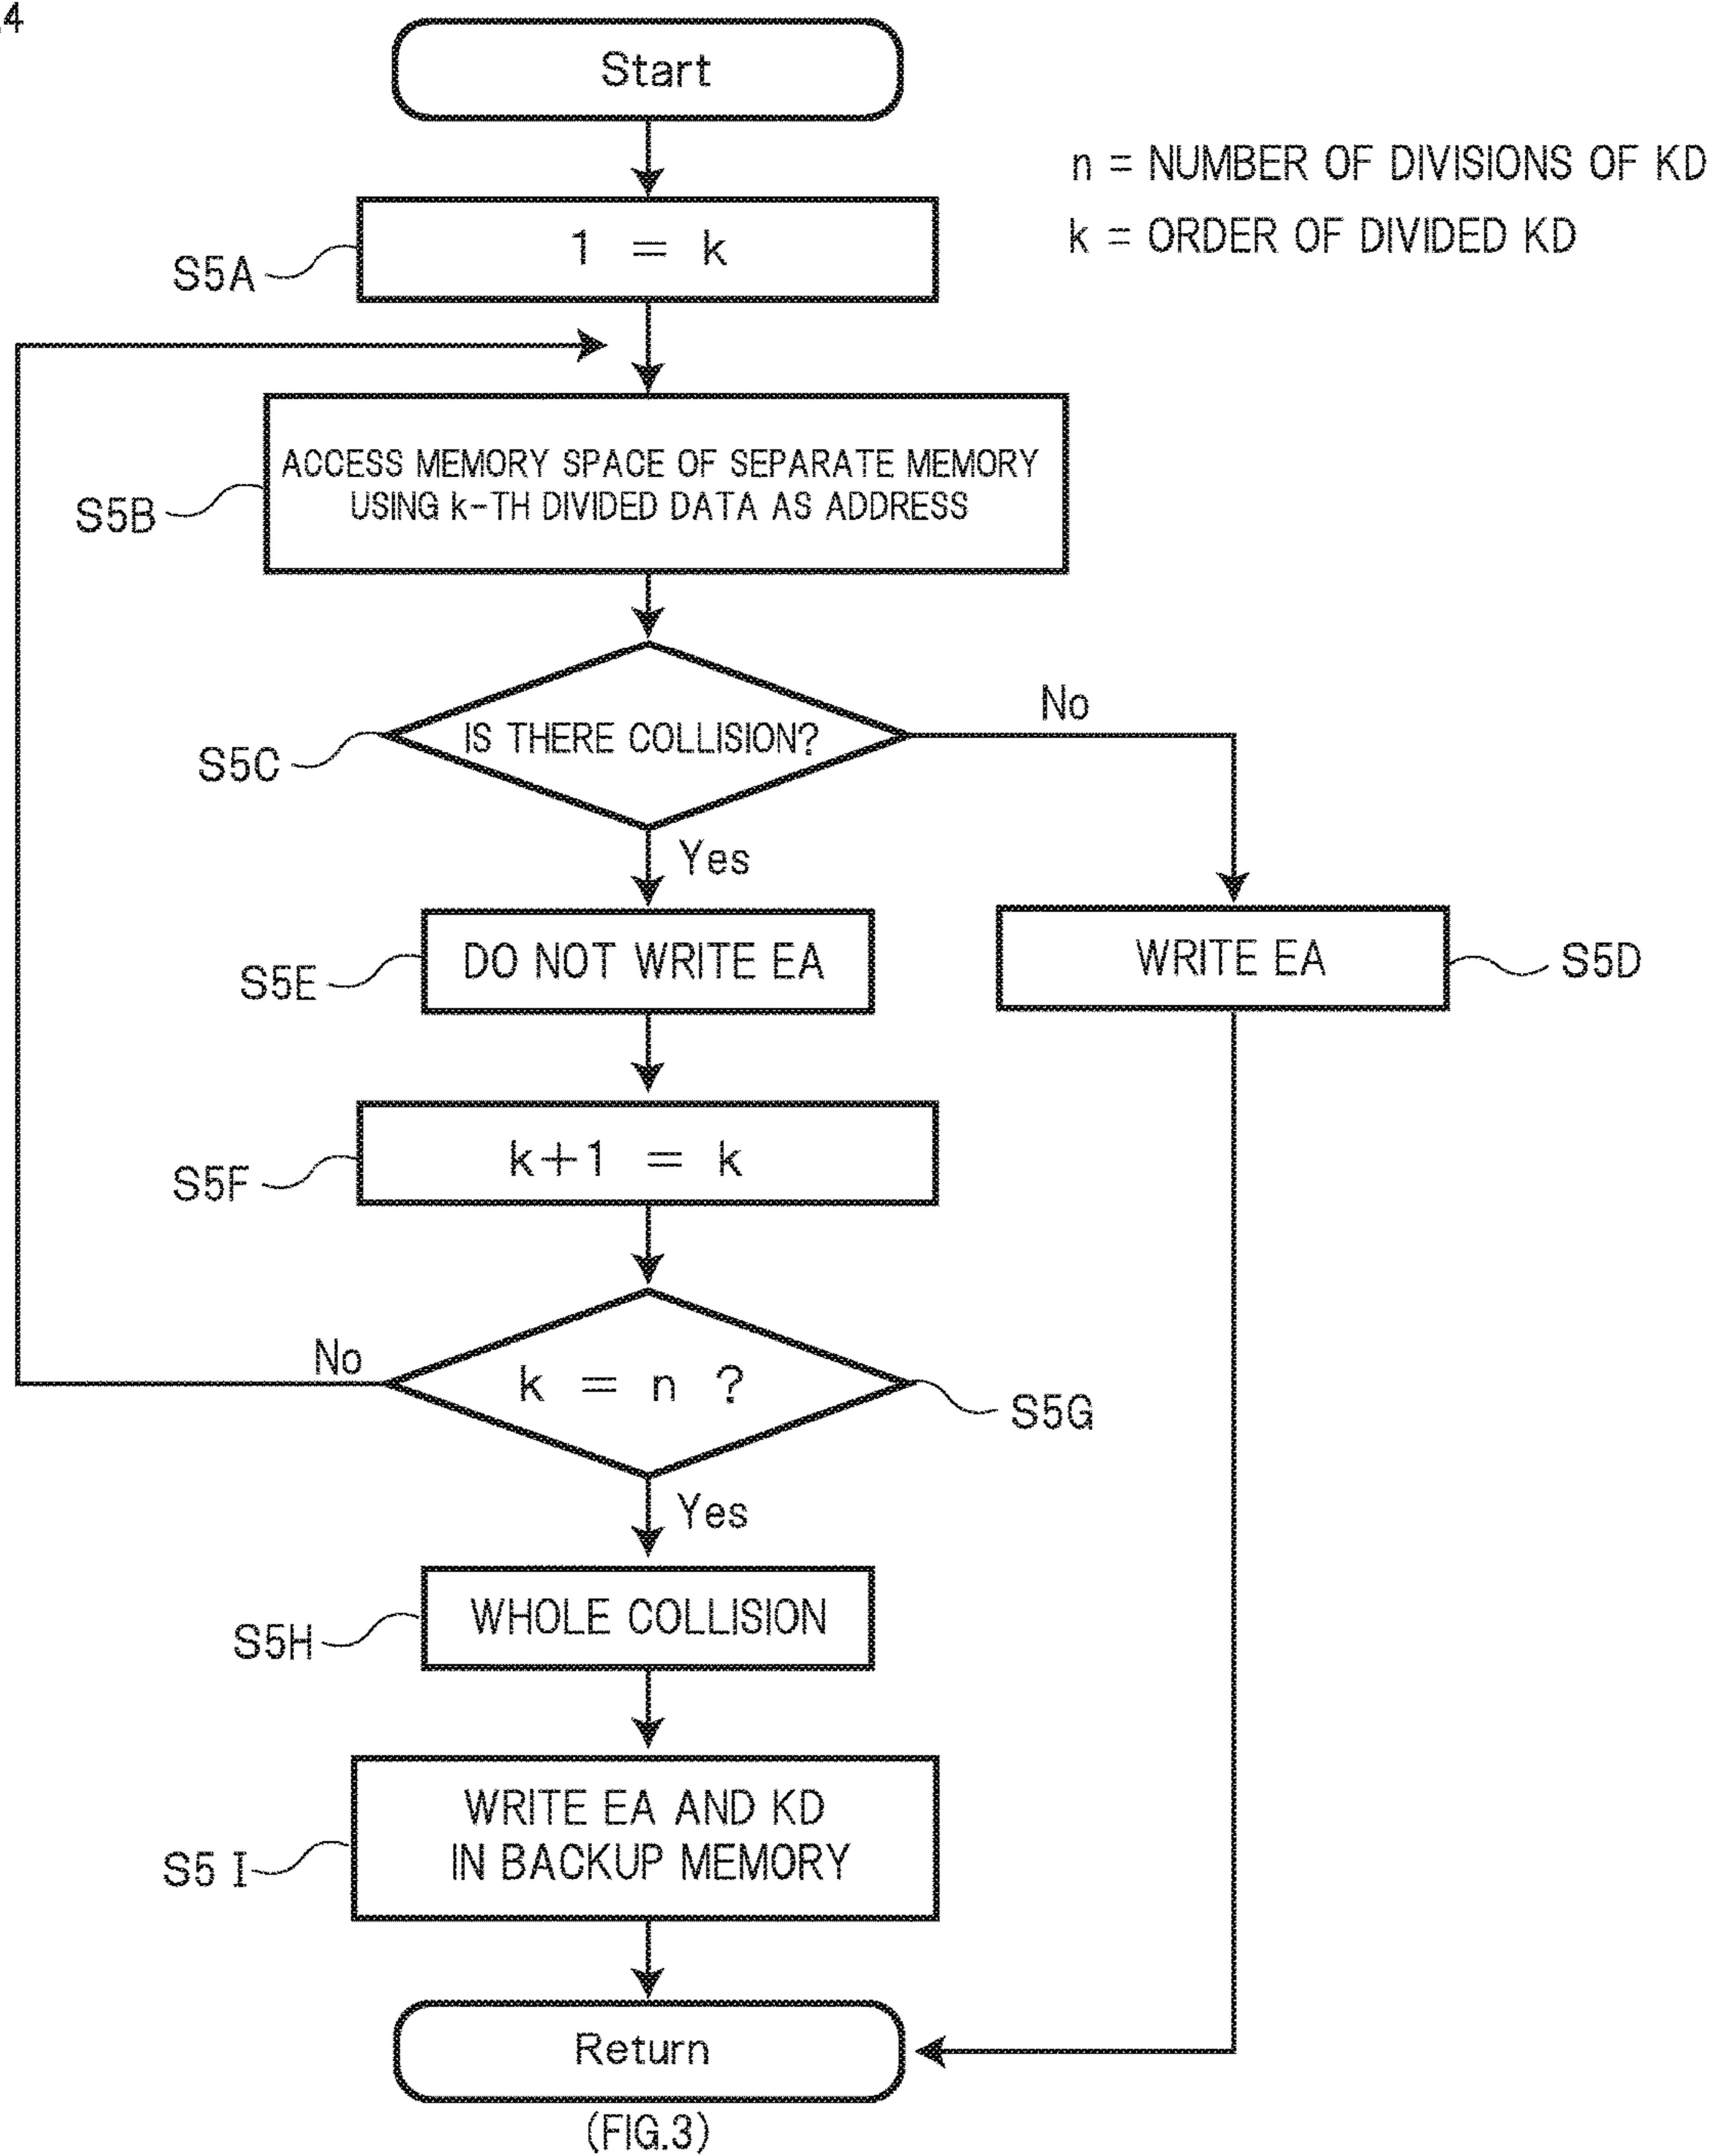 4
Start
n = NUMBER OF DIVISIONS OF KD
k = ORDER OF DIVIDED KD
1 = k
S5A
ACCESS MEMORY SPACE OF SEPARATE MEMORY
USING k-TH DIVIDED DATA AS ADDRESS
S5B
No
IS THERE COLLISION?
S5C
Yes
DO NOT WRITE EA
S5E
WRITE EA
S5D
k+1 = k
S5F
No
k = n ?
S5G
Yes
WHOLE COLLISION
S5H
WRITE EA AND KD
IN BACKUP MEMORY
S5I
Return
(FIG.3)